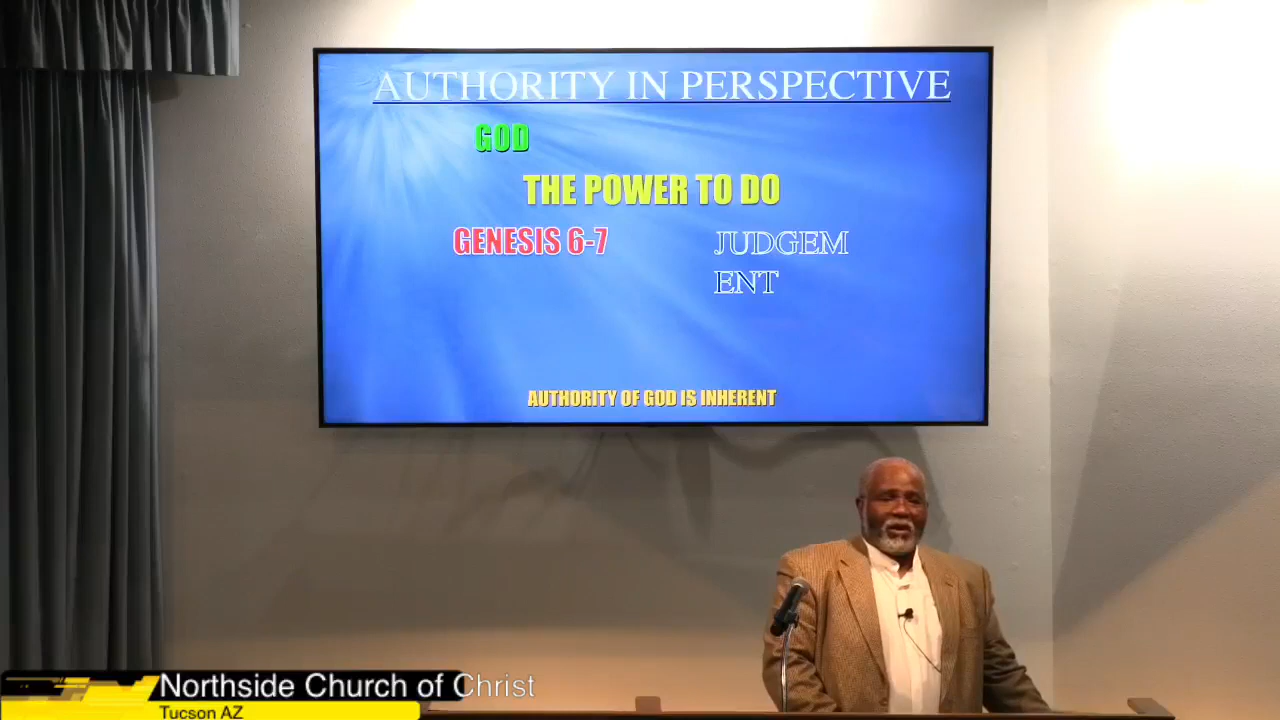 AUTHORITY IN PERSPECTIVE
GOD
THE POWER TO DO
GENESIS 6-7
JUDGEM
ENT
AUTHORITY OF GOD IS INHERENT
Northside Church of Christ
Tucson AZ